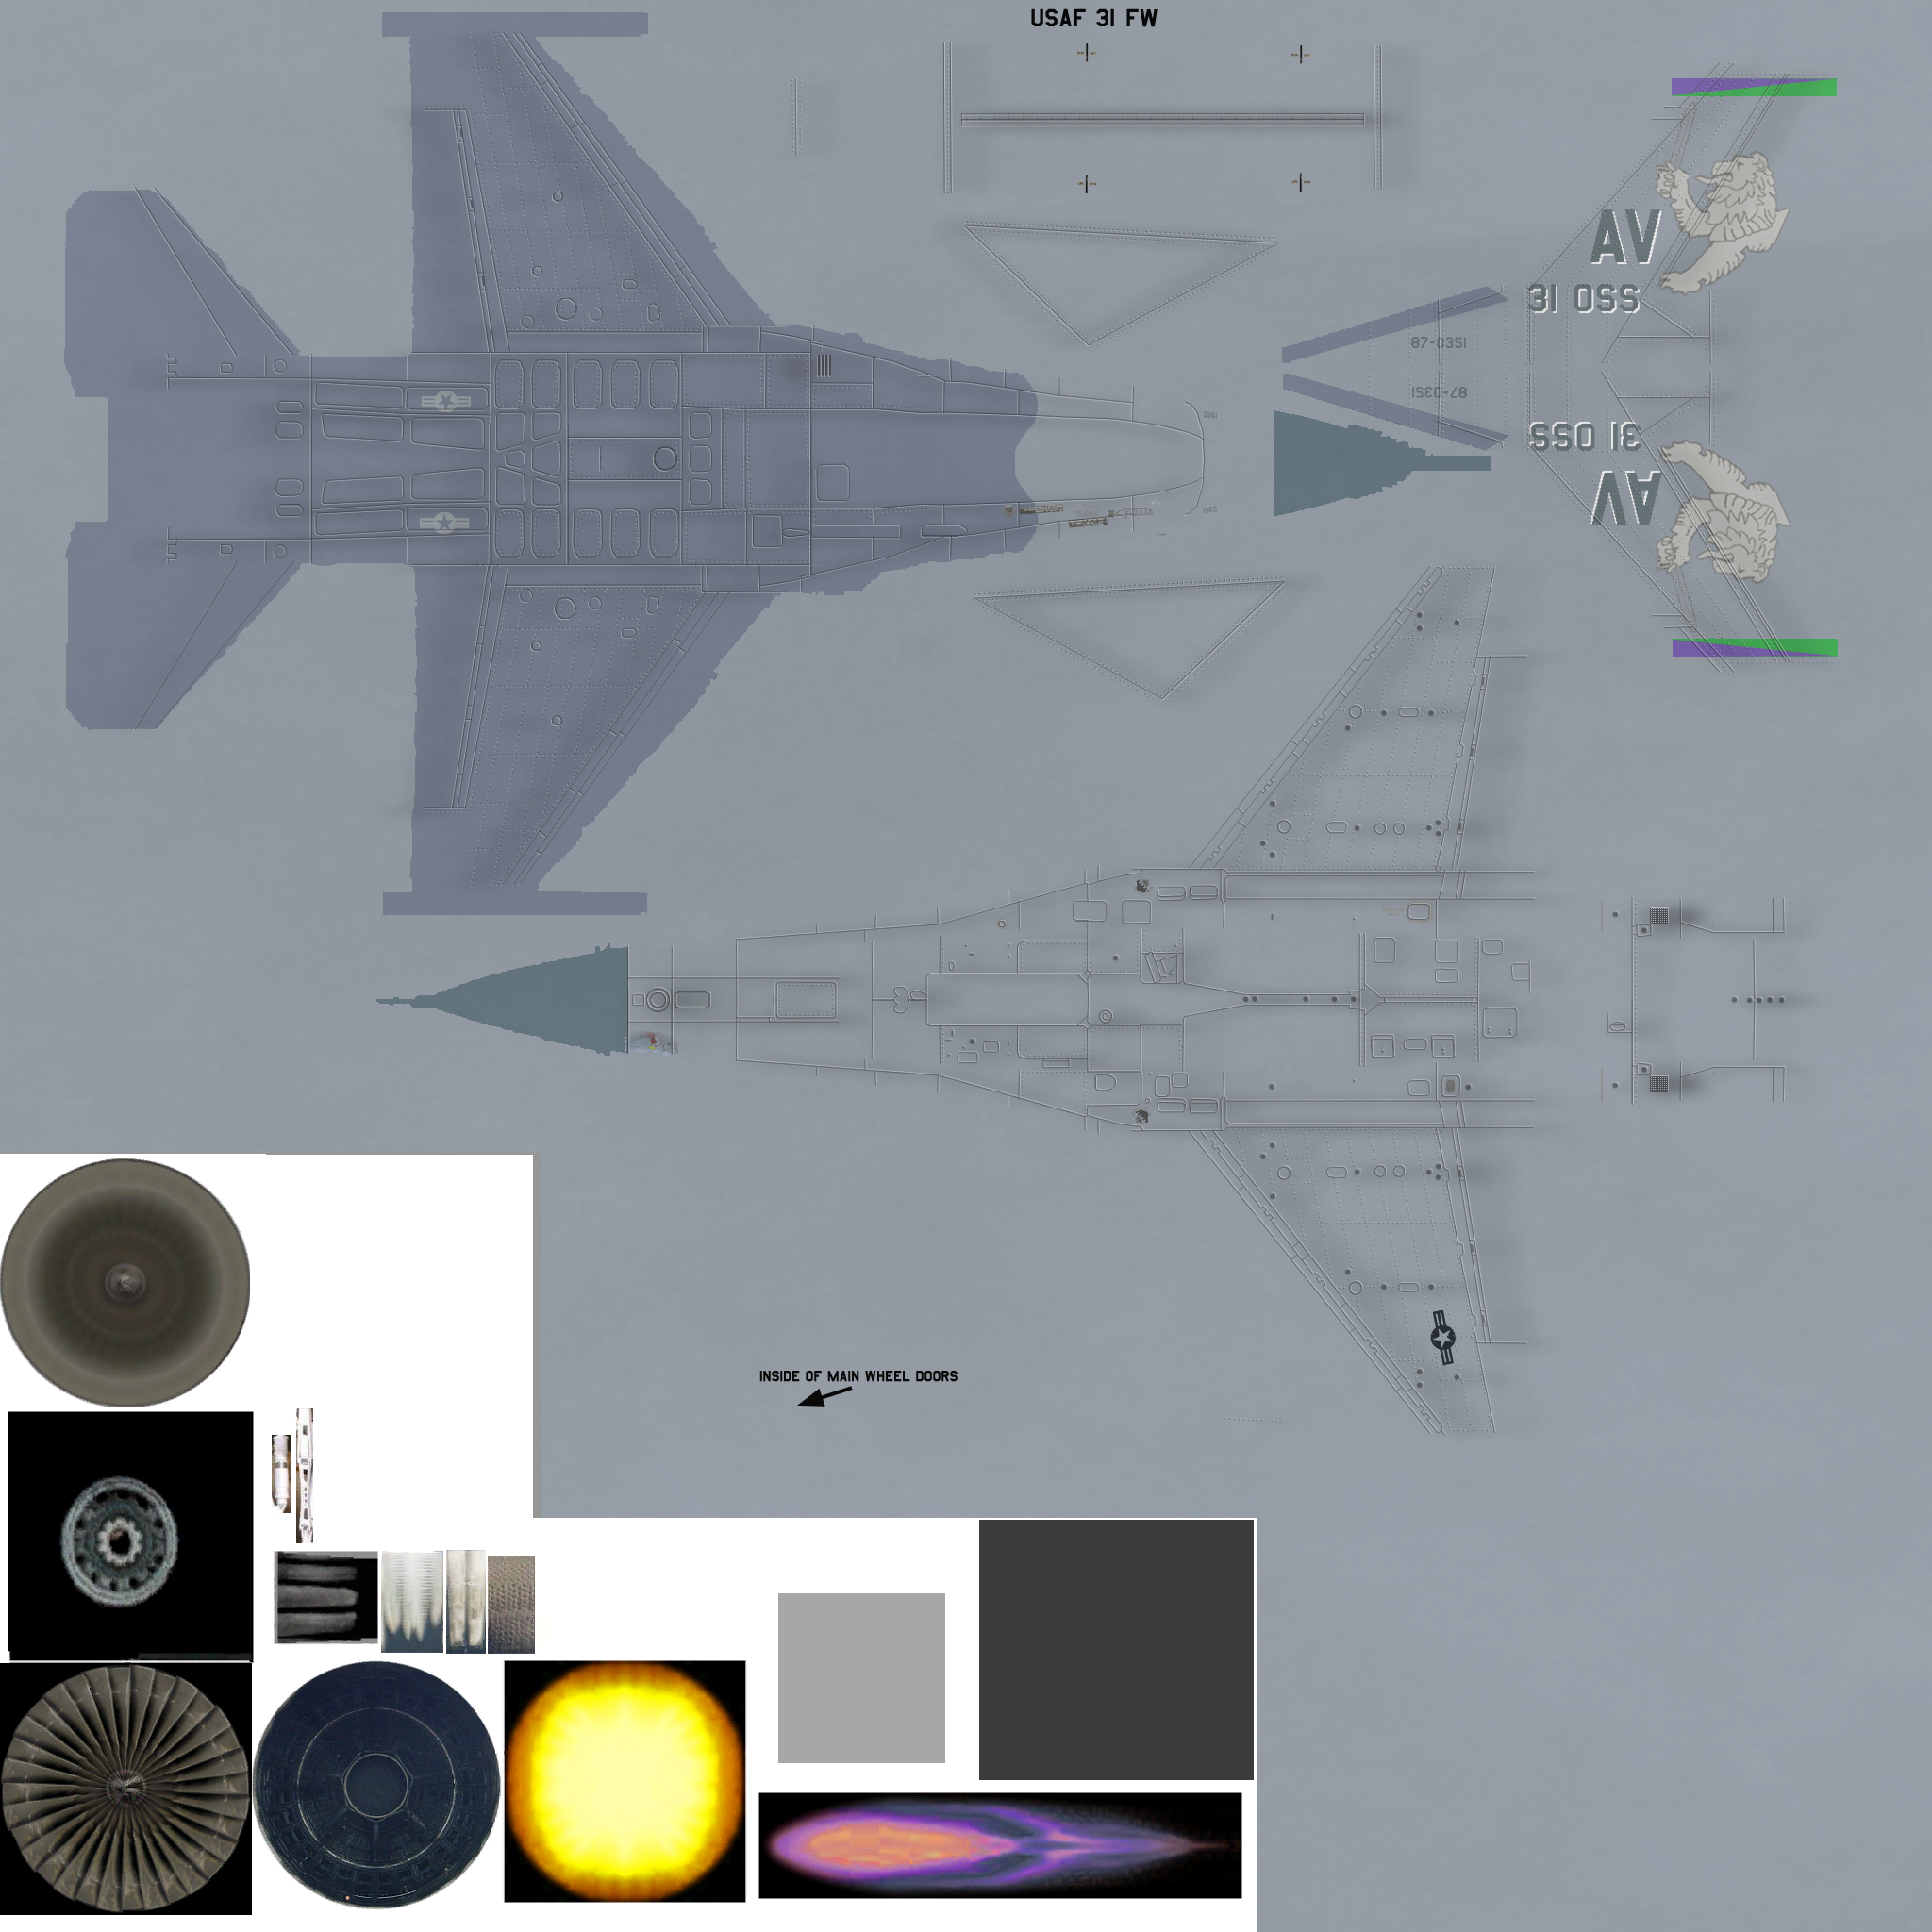 USAF 31 FW
AV
31 OSS
87-0351
87-0351
31 OSS
AV
INSIDE OF MAIN WHEEL DOORS